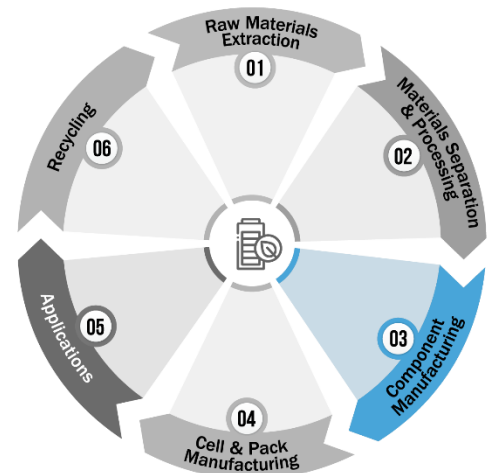 Raw Materials
Extraction
01
Materials Separation
& Processing
02
03
Component
Manufacturing
04
Cell & Pack
Manufacturing
05
Applications
06
Recycling